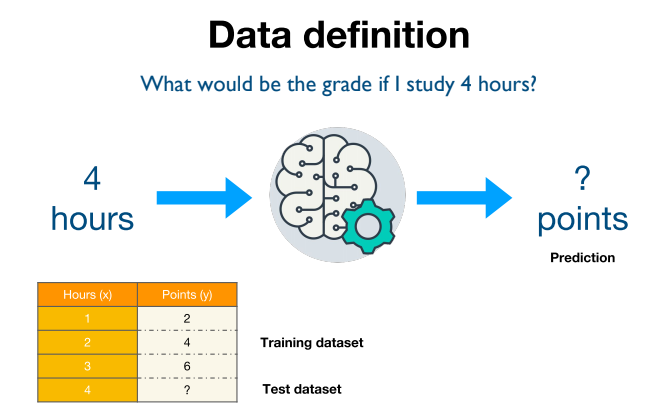 Data definition
What would be the grade if I study 4 hours?
4
hours
?
points
Prediction
Hours (x) Points (y)
1 2
2 4
3 6
4 ?
Training dataset
Test dataset